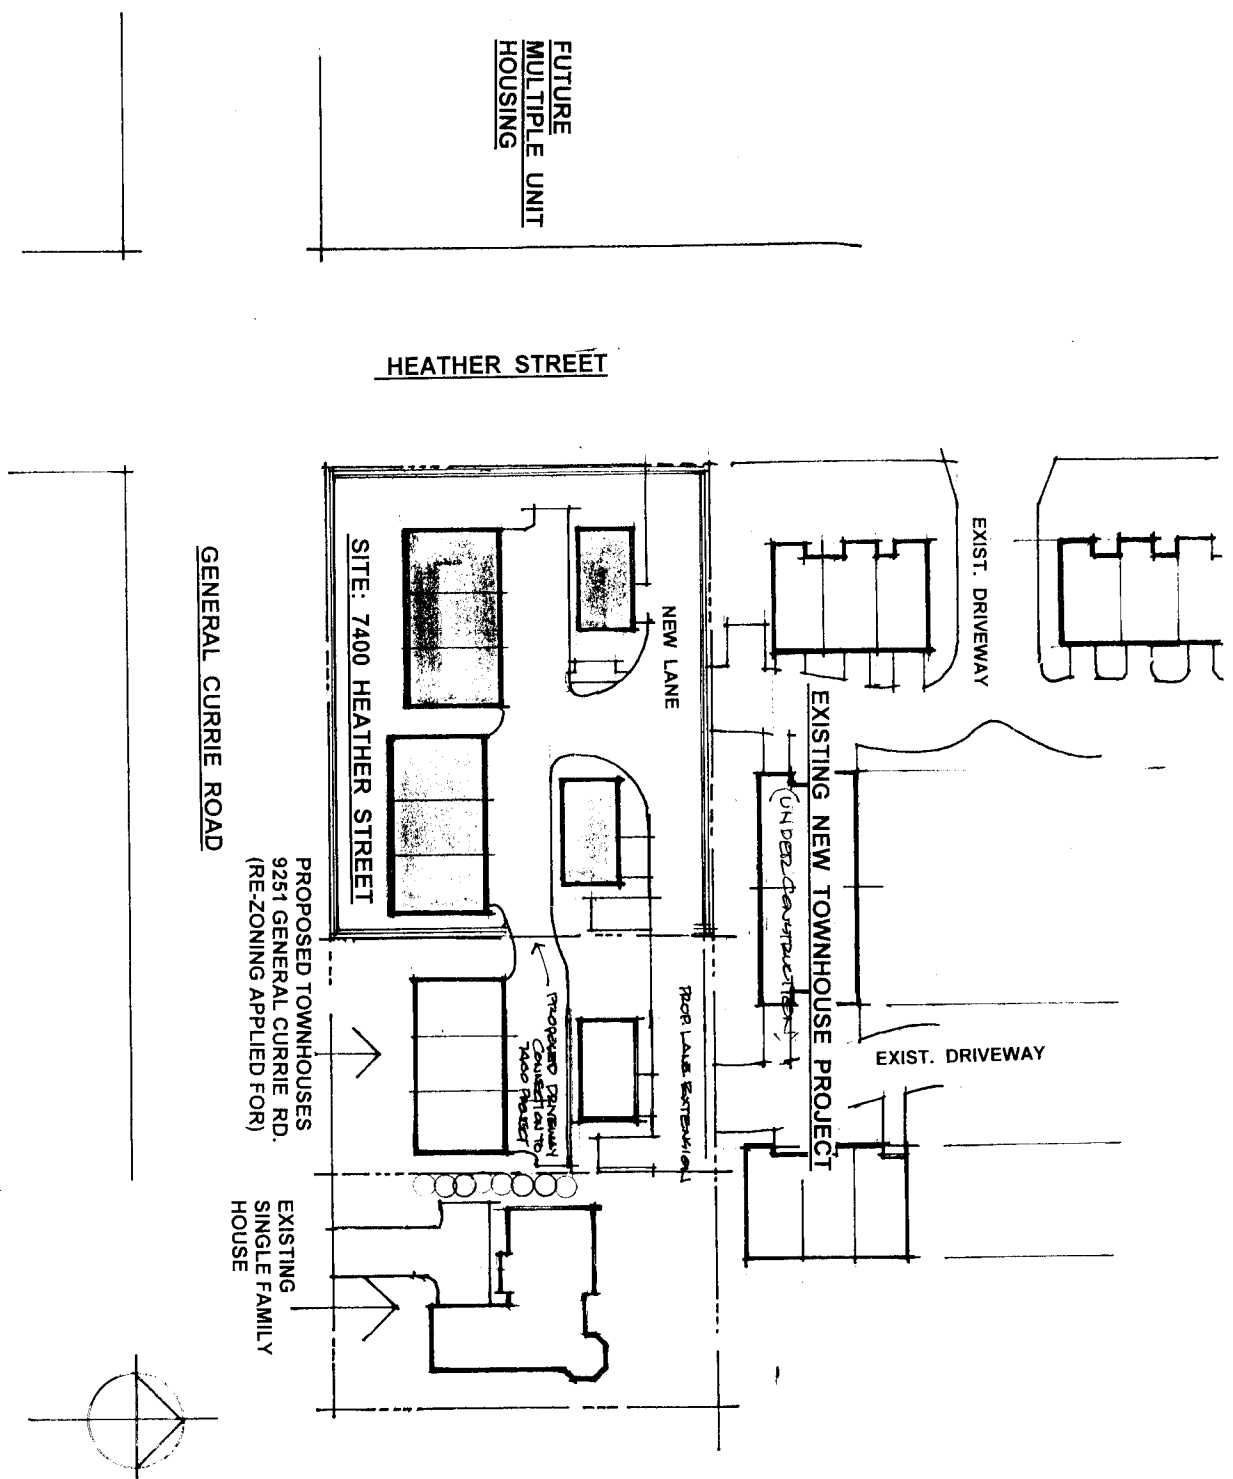 FUTURE
MULTIPLE UNIT
HOUSING
HEATHER STREET
GENERAL CURRIE ROAD
SITE: 7400 HEATHER STREET
NEW LANE
EXIST. DRIVEWAY
EXISTING NEW TOWNHOUSE PROJECT
(UNDER CONSTRUCTION)
EXIST. DRIVEWAY
PROP. LANE EXTENSION
PROPOSED DRIVEWAY
CONNECTION TO
7400 PROJECT
PROPOSED TOWNHOUSES
9251 GENERAL CURRIE RD.
(RE-ZONING APPLIED FOR)
EXISTING
SINGLE FAMILY
HOUSE